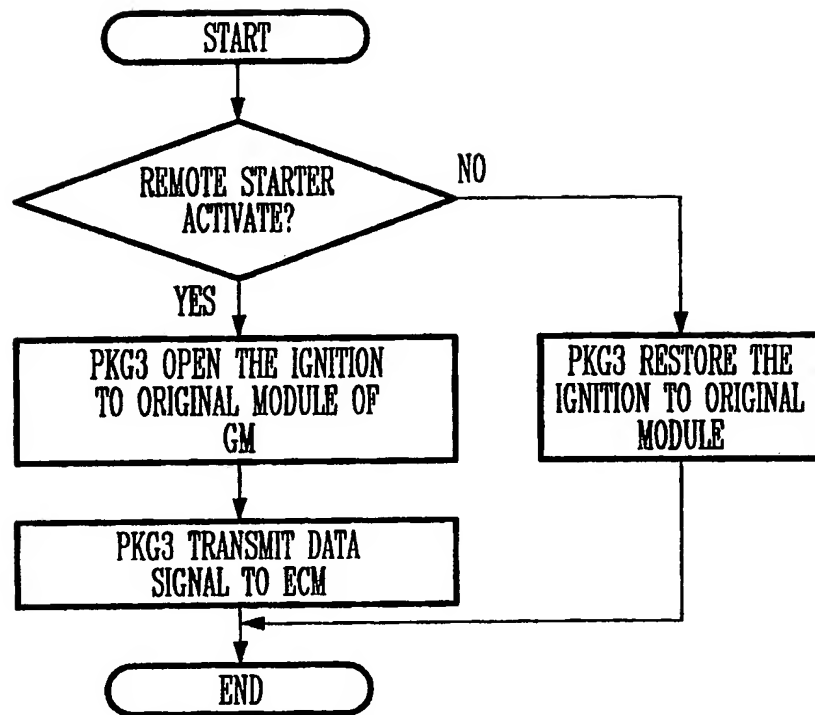 START
REMOTE STARTER
ACTIVATE?
NO
YES
PKG3 OPEN THE IGNITION
TO ORIGINAL MODULE OF
GM
PKG3 RESTORE THE
IGNITION TO ORIGINAL
MODULE
PKG3 TRANSMIT DATA
SIGNAL TO ECM
END